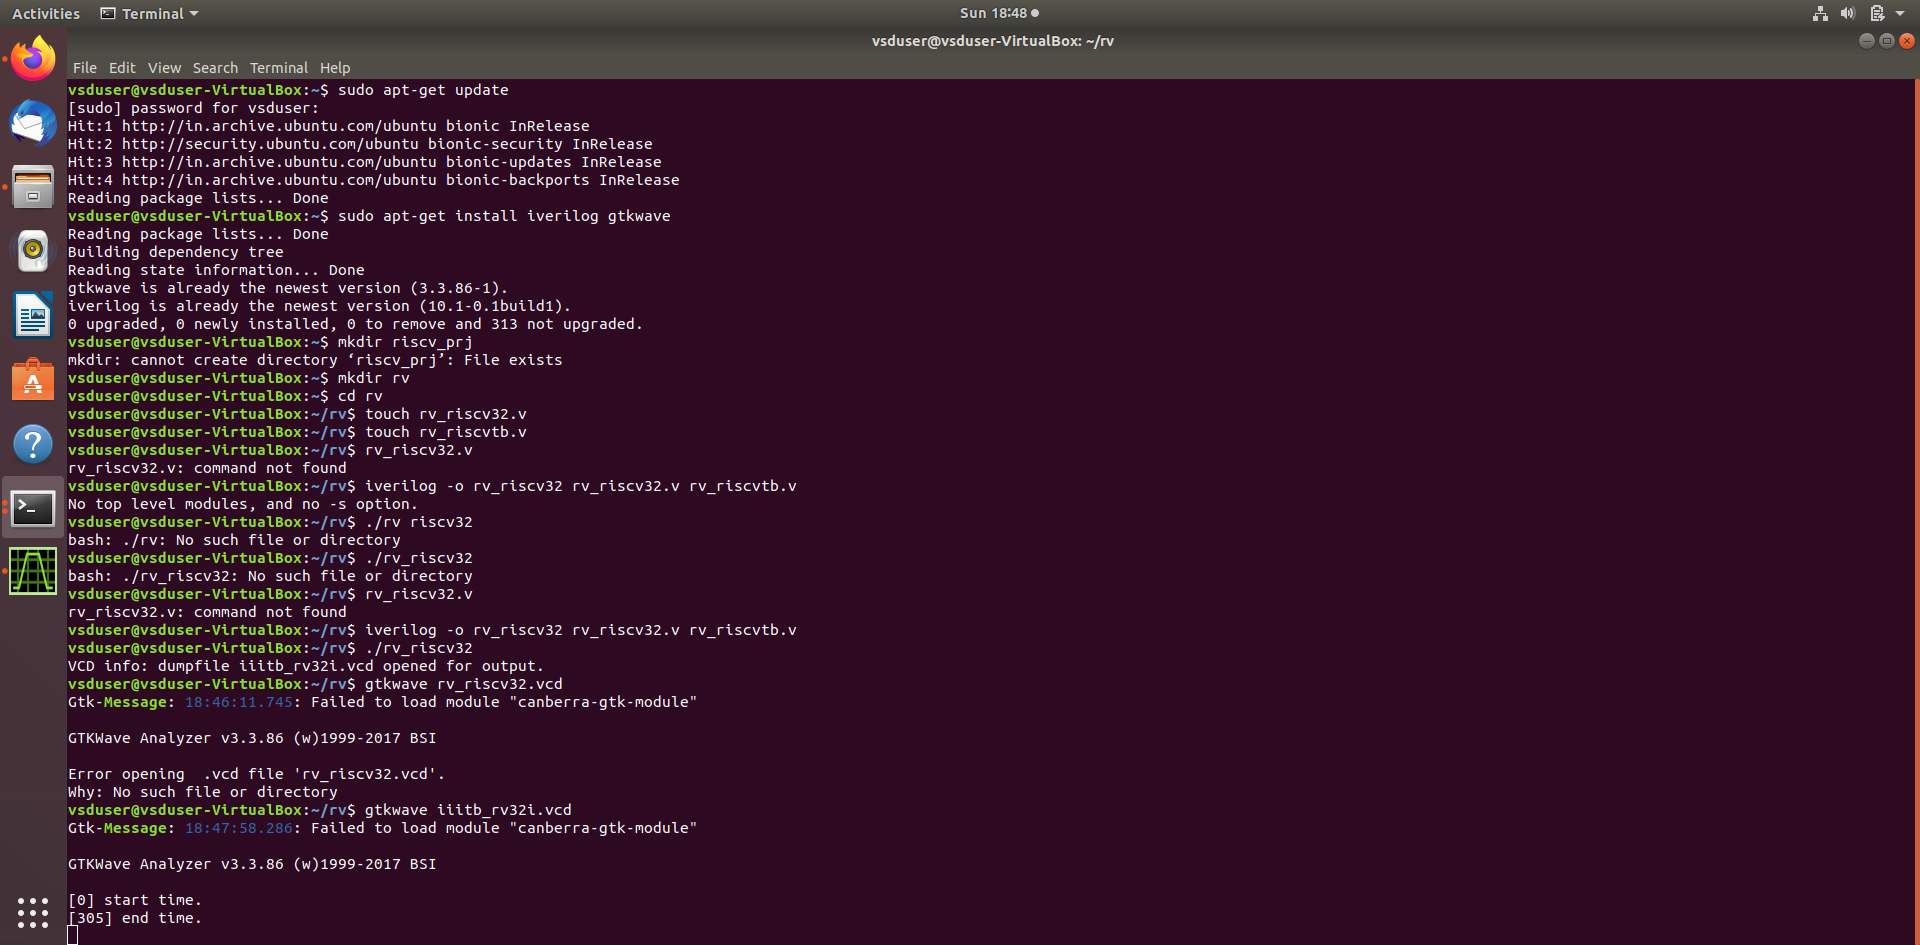 Activities Terminal Sun 18:48
vsduser@vsduser-VirtualBox: ~/rv
File Edit View Search Terminal Help
vsduser@vsduser-VirtualBox:~$ sudo apt-get update
[sudo] password for vsduser:
Hit:1 http://in.archive.ubuntu.com/ubuntu bionic InRelease
Hit:2 http://security.ubuntu.com/ubuntu bionic-security InRelease
Hit:3 http://in.archive.ubuntu.com/ubuntu bionic-updates InRelease
Hit:4 http://in.archive.ubuntu.com/ubuntu bionic-backports InRelease
Reading package lists... Done
vsduser@vsduser-VirtualBox:~$ sudo apt-get install iverilog gtkwave
Reading package lists... Done
Building dependency tree
Reading state information... Done
gtkwave is already the newest version (3.3.86-1).
iverilog is already the newest version (10.1-0.1build1).
0 upgraded, 0 newly installed, 0 to remove and 313 not upgraded.
vsduser@vsduser-VirtualBox:~$ mkdir riscv_prj
mkdir: cannot create directory ‘riscv_prj’: File exists
vsduser@vsduser-VirtualBox:~$ mkdir rv
vsduser@vsduser-VirtualBox:~$ cd rv
vsduser@vsduser-VirtualBox:~/rv$ touch rv_riscv32.v
vsduser@vsduser-VirtualBox:~/rv$ touch rv_riscvtb.v
vsduser@vsduser-VirtualBox:~/rv$ rv_riscv32.v
rv_riscv32.v: command not found
vsduser@vsduser-VirtualBox:~/rv$ iverilog -o rv_riscv32 rv_riscv32.v rv_riscvtb.v
No top level modules, and no -s option.
vsduser@vsduser-VirtualBox:~/rv$ ./rv riscv32
bash: ./rv: No such file or directory
vsduser@vsduser-VirtualBox:~/rv$ ./rv_riscv32
bash: ./rv_riscv32: No such file or directory
vsduser@vsduser-VirtualBox:~/rv$ rv_riscv32.v
rv_riscv32.v: command not found
vsduser@vsduser-VirtualBox:~/rv$ iverilog -o rv_riscv32 rv_riscv32.v rv_riscvtb.v
vsduser@vsduser-VirtualBox:~/rv$ ./rv_riscv32
VCD info: dumpfile iiitb_rv32i.vcd opened for output.
vsduser@vsduser-VirtualBox:~/rv$ gtkwave rv_riscv32.vcd
Gtk-Message: 18:46:11.745: Failed to load module "canberra-gtk-module"
GTKWave Analyzer v3.3.86 (w)1999-2017 BSI
Error opening  .vcd file 'rv_riscv32.vcd'.
Why: No such file or directory
vsduser@vsduser-VirtualBox:~/rv$ gtkwave iiitb_rv32i.vcd
Gtk-Message: 18:47:58.286: Failed to load module "canberra-gtk-module"
GTKWave Analyzer v3.3.86 (w)1999-2017 BSI
[0] start time.
[305] end time.